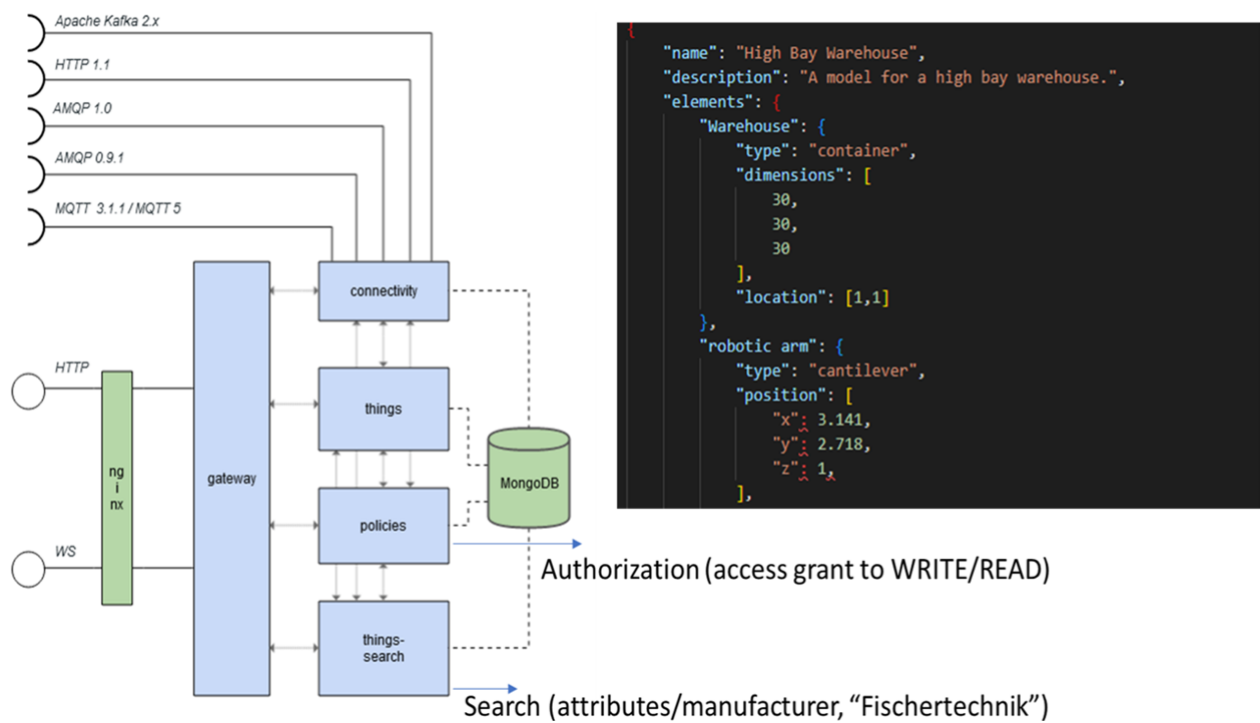 Apache Kafka 2.x
HTTP 1.1
AMQP 1.0
AMQP 0.9.1
MQTT 3.1.1 / MQTT 5
connectivity
HTTP
things
ng
i
nx
gateway
MongoDB
policies
WS
Authorization (access grant to WRITE/READ)
things-
search
Search (attributes/manufacturer, “Fischertechnik”)
{
"name": "High Bay Warehouse",
"description": "A model for a high bay warehouse.",
"elements": {
"Warehouse": {
"type": "container",
"dimensions": [
30,
30,
30
],
"location": [1,1]
},
"robotic arm": {
"type": "cantilever",
"position": [
"x": 3.141,
"y": 2.718,
"z": 1,
],